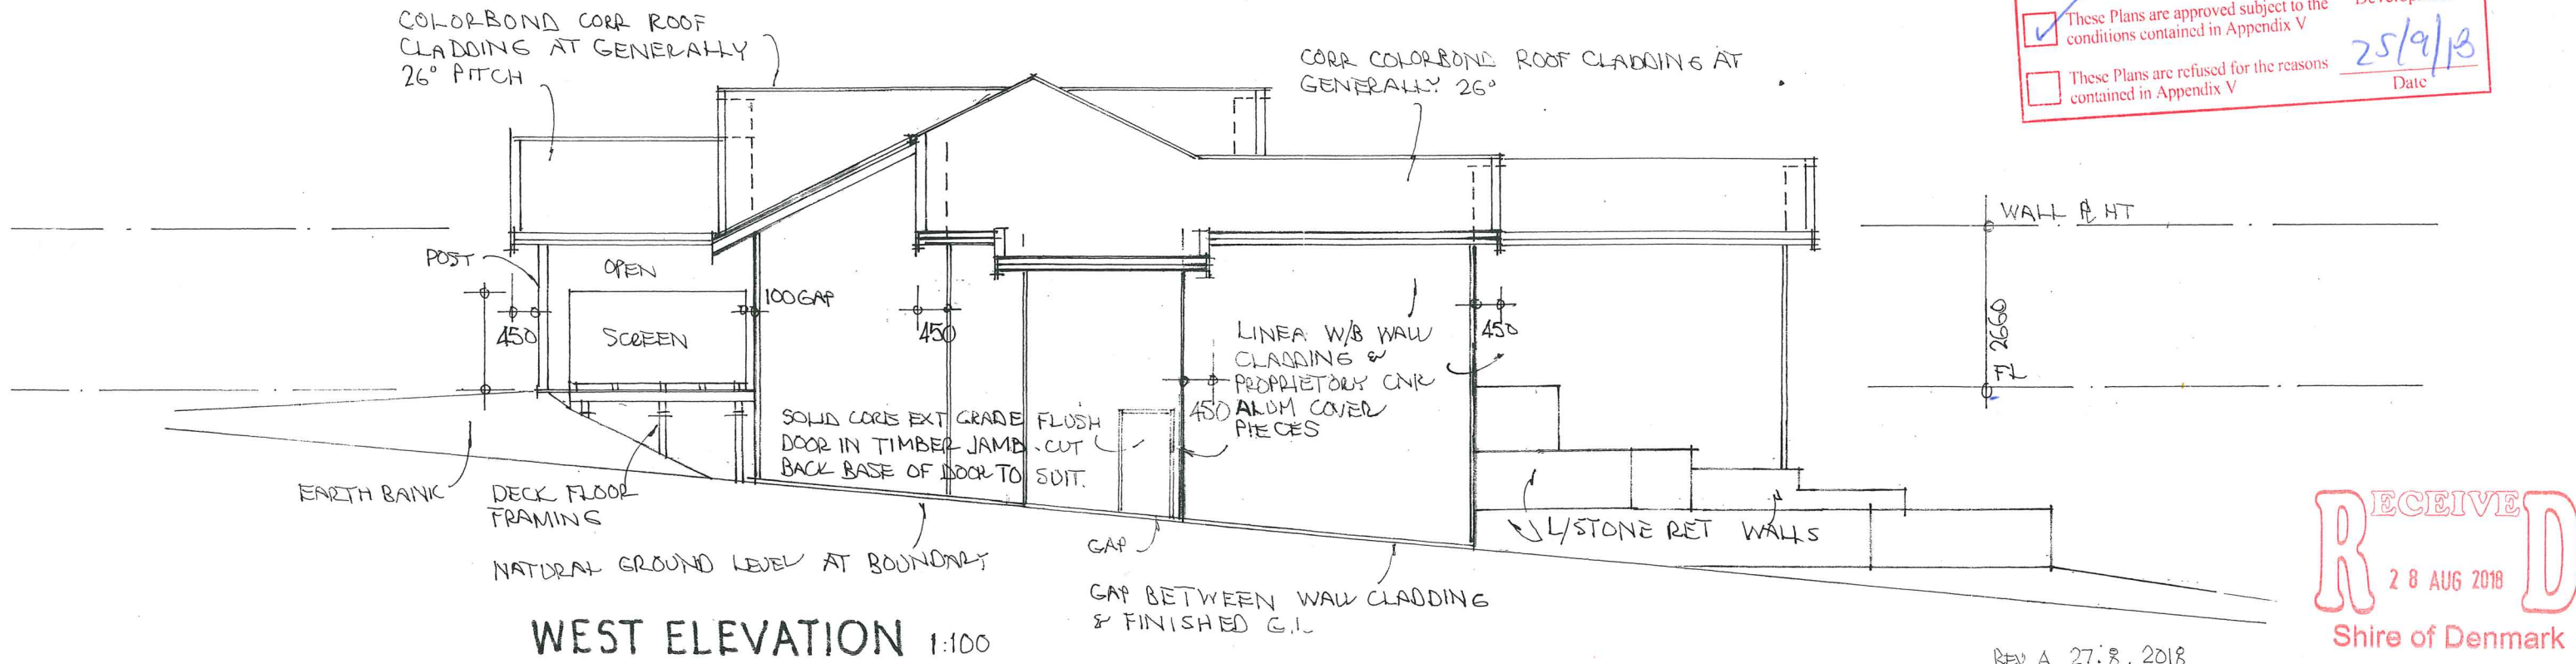 COLORBOND CORR ROOF
CLADDING AT GENERALLY
26° PITCH
CORR COLORBOND ROOF CLADDING AT
GENERALLY 26°
These Plans are approved subject to the
conditions contained in Appendix V
These Plans are refused for the reasons
contained in Appendix V
25/9/18
Date
WALL PL HT
2660
FL
POST
OPEN
SCREEN
100 GAP
450
450
450
450
LINEA W/B WALL
CLADDING &
PROPRIETORY CNR
ALUM COVER
PIECES
SOLID CORE EXT GRADE FLUSH
DOOR IN TIMBER JAMB. CUT
BACK BASE OF DOOR TO SUIT.
EARTH BANK
DECK FLOOR
FRAMING
NATURAL GROUND LEVEL AT BOUNDARY
GAP
GAP BETWEEN WALL CLADDING
& FINISHED G.L
L/STONE RET WALLS
WEST ELEVATION 1:100
RECEIVED
28 AUG 2018
Shire of Denmark
REV A 27.8.2018